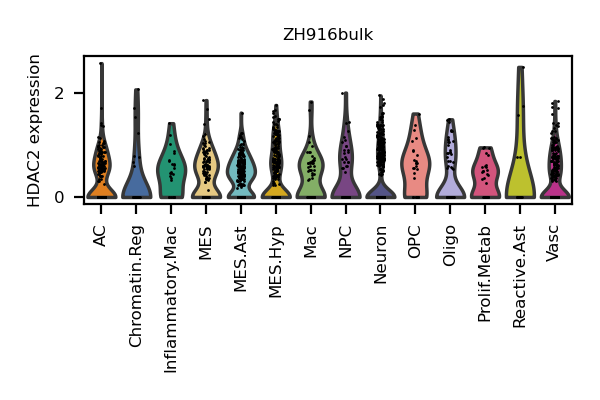 ZH916bulk
HDAC2 expression
2
0
AC
Chromatin.Reg
Inflammatory.Mac
MES
MES.Ast
MES.Hyp
Mac
NPC
Neuron
OPC
Oligo
Prolif.Metab
Reactive.Ast
Vasc